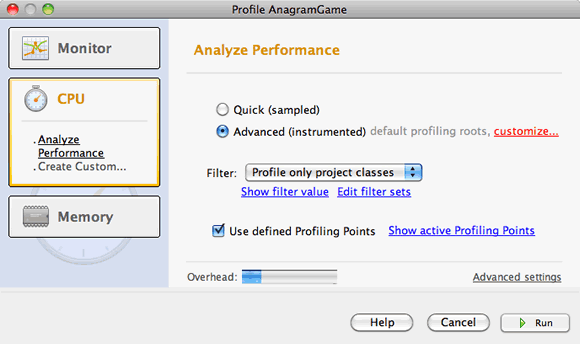 Profile AnagramGame
Monitor
CPU
. Analyze
Performance
. Create Custom...
Memory
Analyze Performance
Quick (sampled)
Advanced (instrumented) default profiling roots, customize...
Filter: Profile only project classes
Show filter value Edit filter sets
Use defined Profiling Points Show active Profiling Points
Overhead: Advanced settings
Help Cancel Run